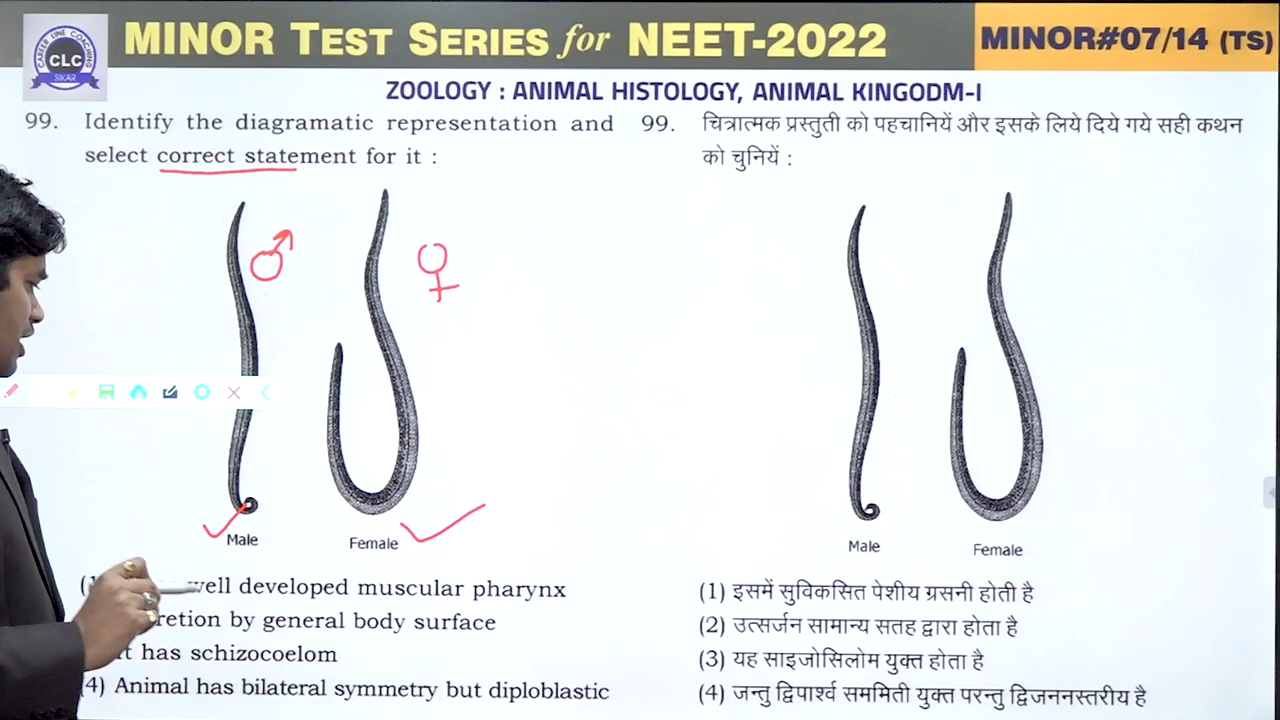 CAREER LINE COACHING
CLC
SIKAR
MINOR TEST SERIES for NEET-2022
MINOR#07/14 (TS)
ZOOLOGY : ANIMAL HISTOLOGY, ANIMAL KINGODM-I
99. Identify the diagramatic representation and
select correct statement for it :
♂
♀
Male
Female
well developed muscular pharynx
retion by general body surface
It has schizocoelom
(4) Animal has bilateral symmetry but diploblastic
99. चित्रात्मक प्रस्तुती को पहचानियें और इसके लिये दिये गये सही कथन
को चुनियें :
Male
Female
(1) इसमें सुविकसित पेशीय ग्रसनी होती है
(2) उत्सर्जन सामान्य सतह द्वारा होता है
(3) यह साइजोसिलोम युक्त होता है
(4) जन्तु द्विपार्श्व सममिती युक्त परन्तु द्विजननस्तरीय है